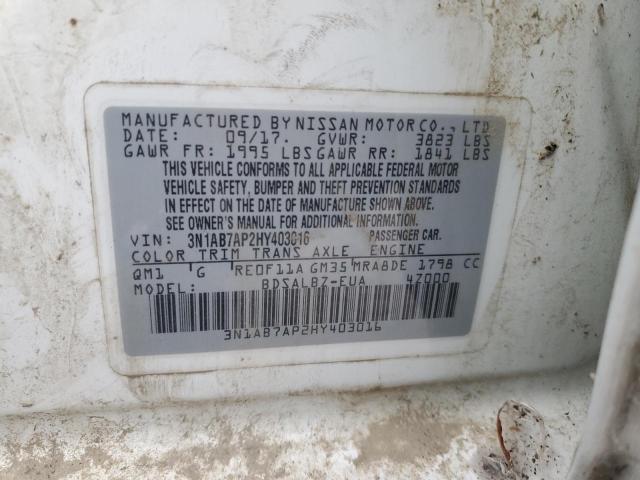 MANUFACTURED BY NISSAN MOTOR CO., LTD
DATE: 09/17. GVWR: 3823 LBS
GAWR FR: 1995 LBS GAWR RR: 1841 LBS
THIS VEHICLE CONFORMS TO ALL APPLICABLE FEDERAL MOTOR
VEHICLE SAFETY, BUMPER AND THEFT PREVENTION STANDARDS
IN EFFECT ON THE DATE OF MANUFACTURE SHOWN ABOVE.
SEE OWNER'S MANUAL FOR ADDITIONAL INFORMATION.
VIN: 3N1AB7AP2HY403016 PASSENGER CAR.
COLOR TRIM TRANS AXLE ENGINE
QM1 G RE0F11A GM35 MRA8DE 1798 CC
MODEL: BDSALBZ-EUA 4Z000
3N1AB7AP2HY403016